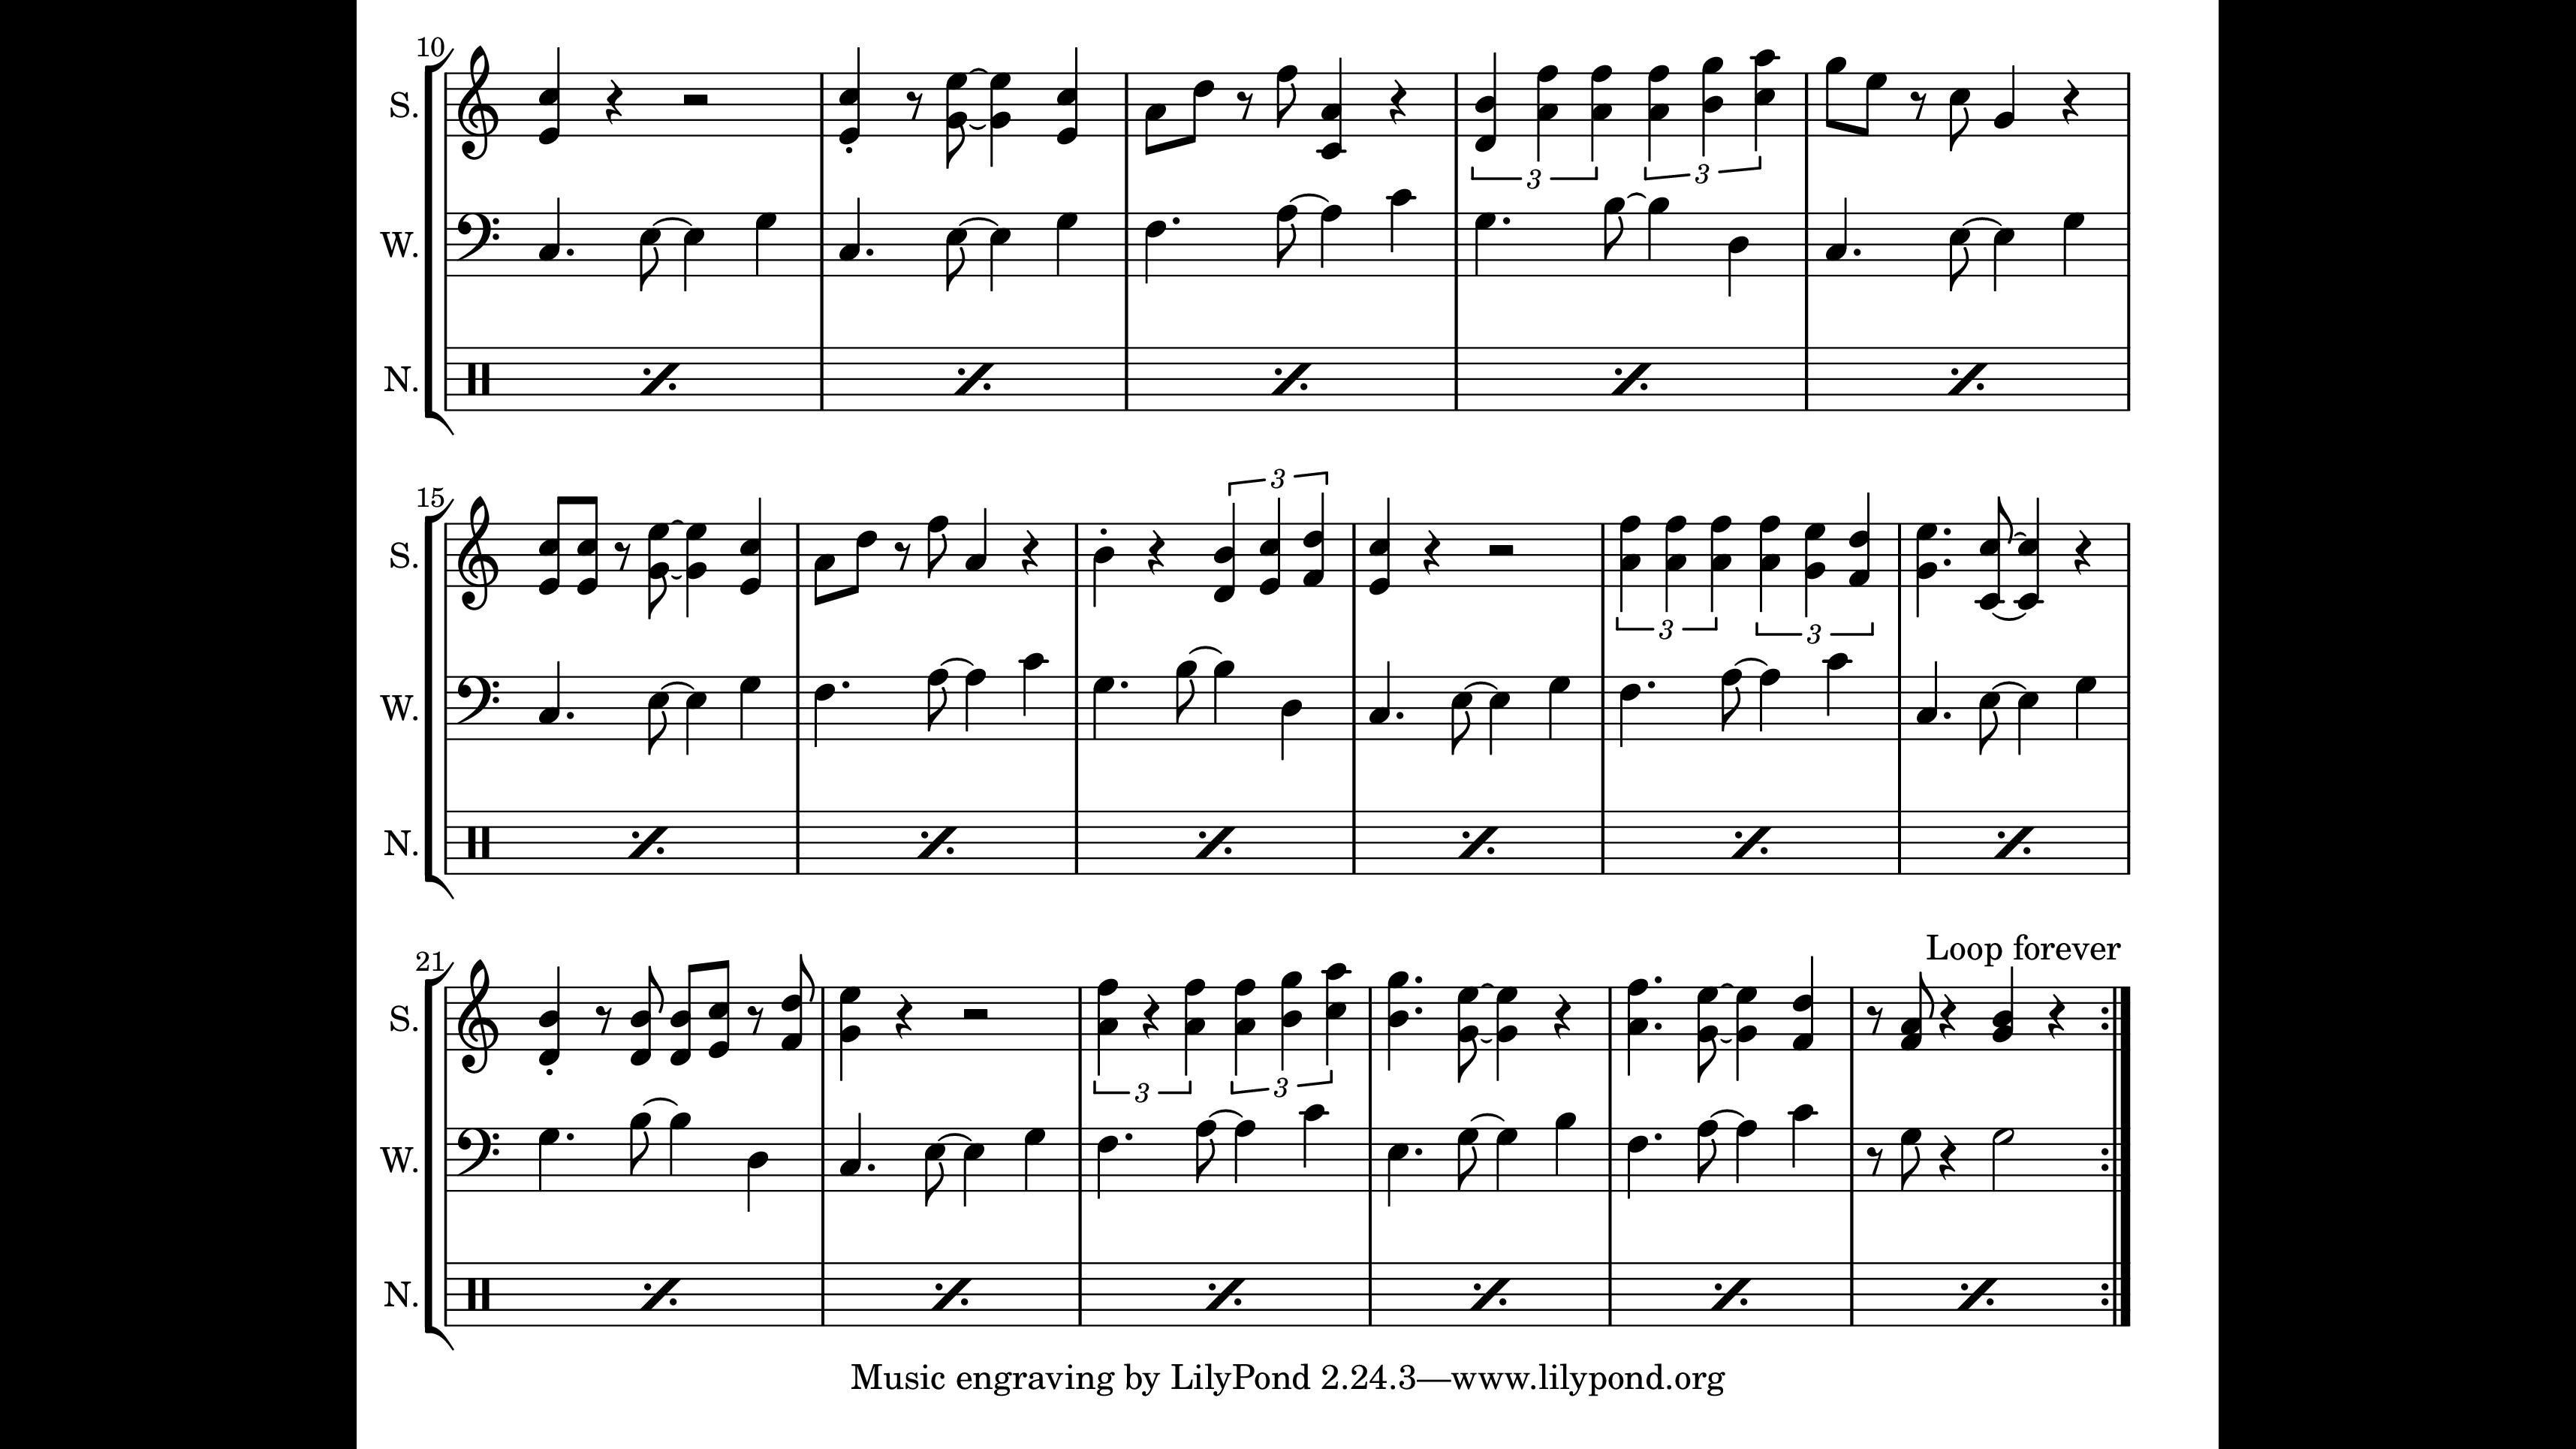 10
S.
3 3
W.
N.
15
3
S.
3 3
W.
N.
Loop forever
21
S.
3 3
W.
N.
Music engraving by LilyPond 2.24.3—www.lilypond.org